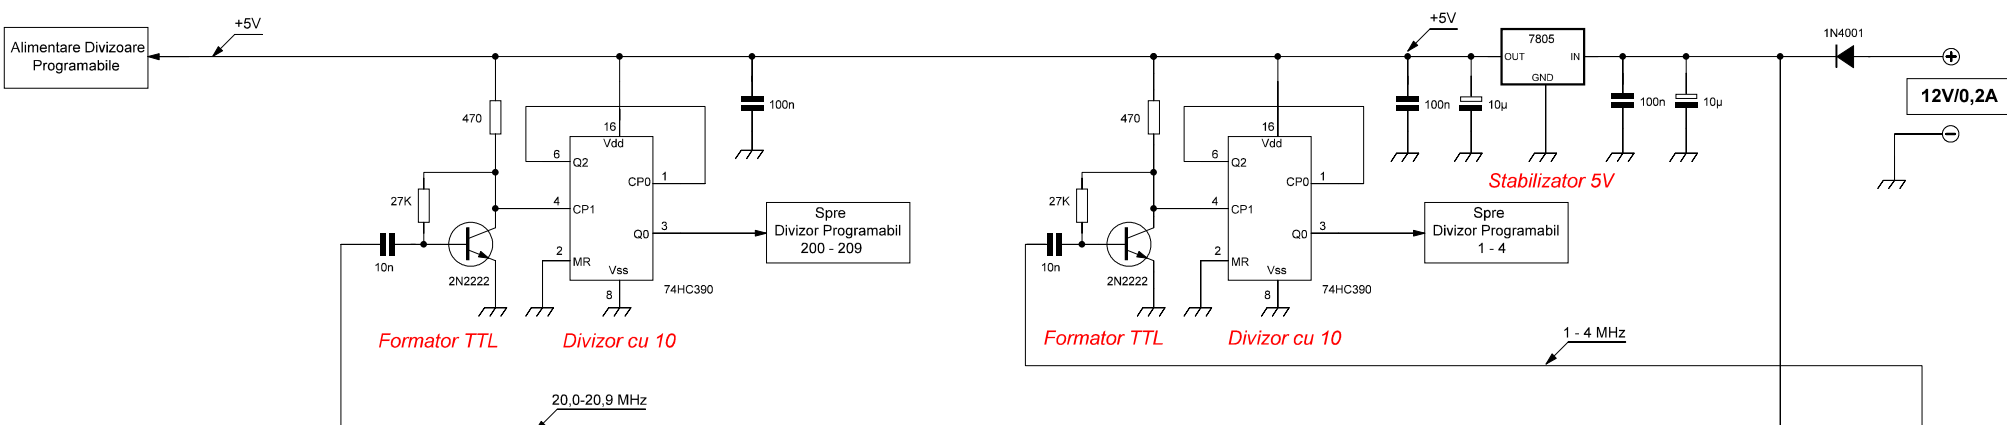 +5V
Alimentare Divizoare
Programabile
470
27K
10n
2N2222
16
Vdd
6
Q2
CP0
1
4
CP1
Q0
3
2
MR
Vss
8
74HC390
100n
Spre
Divizor Programabil
200 - 209
Formator TTL
Divizor cu 10
20,0-20,9 MHz
470
27K
10n
2N2222
16
Vdd
6
Q2
CP0
1
4
CP1
Q0
3
2
MR
Vss
8
74HC390
Spre
Divizor Programabil
1 - 4
Formator TTL
Divizor cu 10
1 - 4 MHz
+5V
100n
10µ
7805
OUT
IN
GND
100n
10µ
Stabilizator 5V
1N4001
12V/0,2A